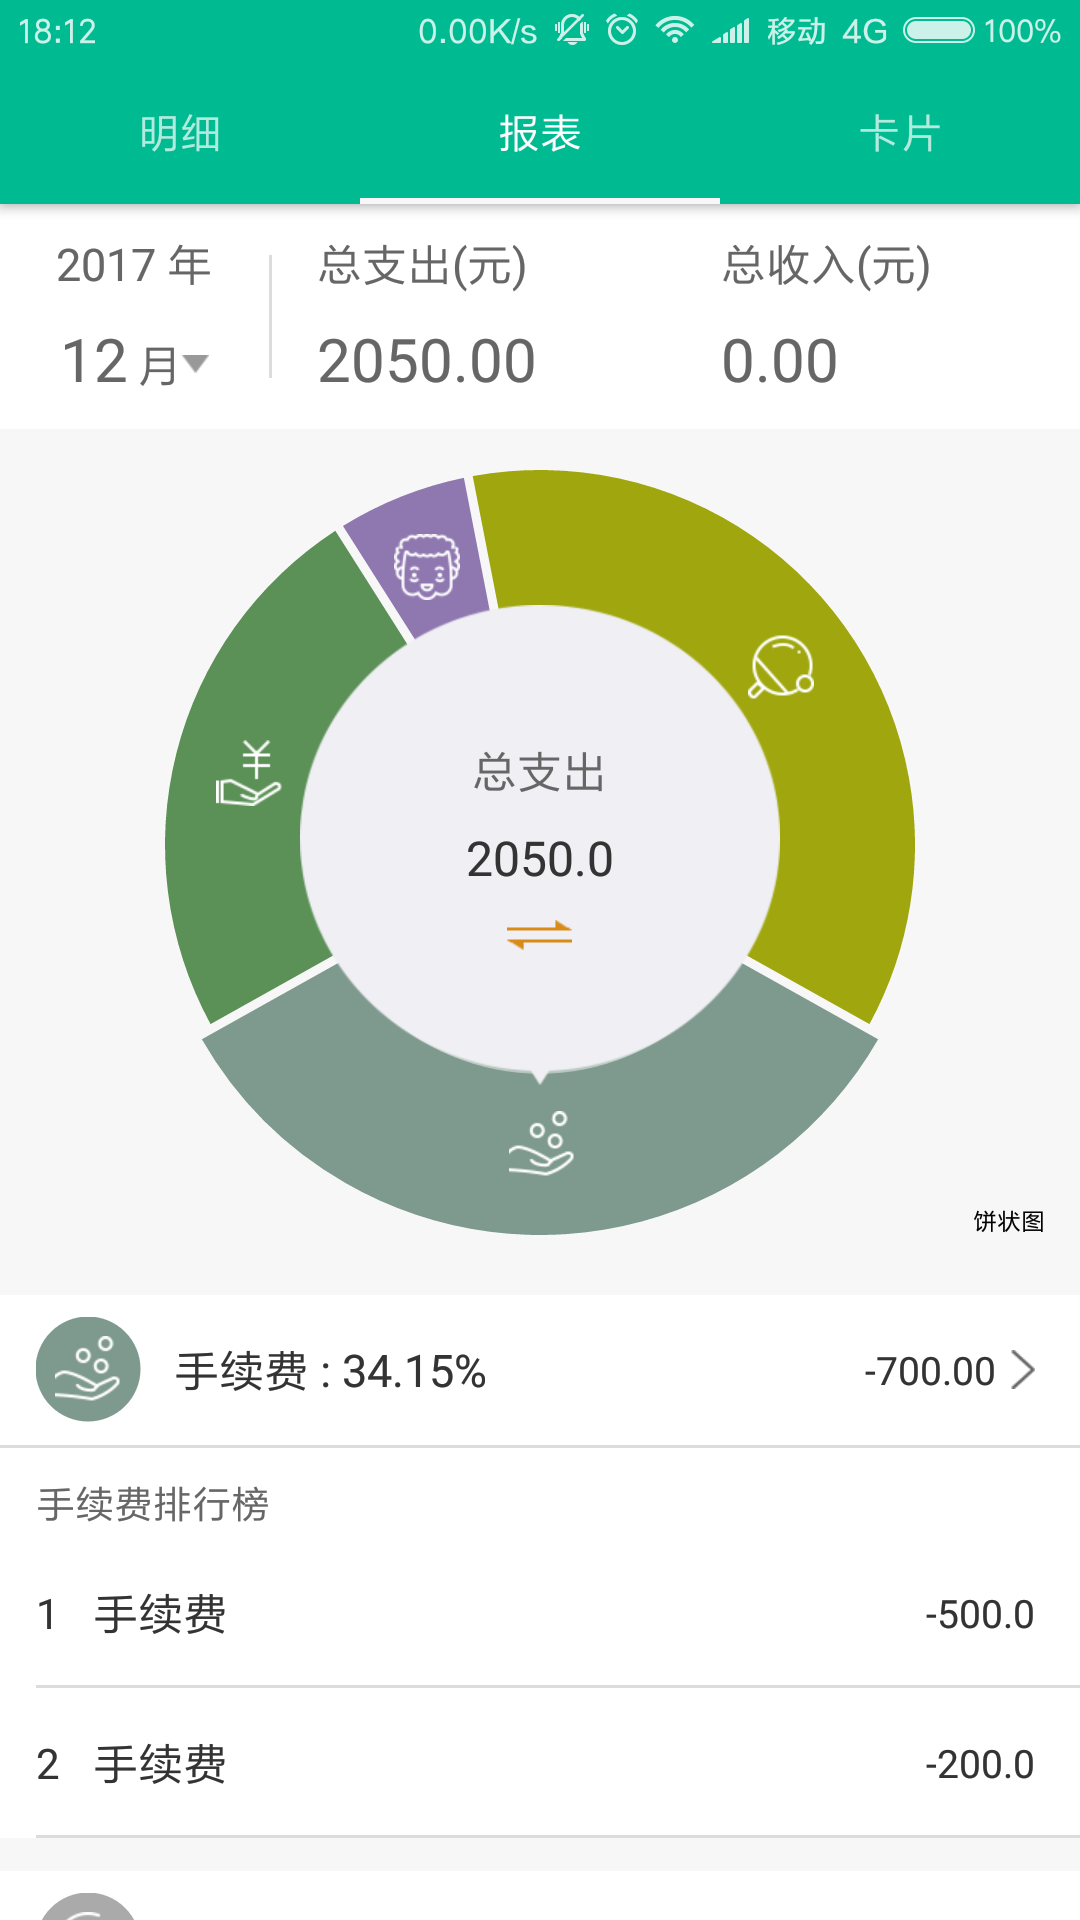 18:12 0.00K/s 移动 4G 100%
明细 报表 卡片
2017 年 总支出(元) 总收入(元)
12 月 2050.00 0.00
¥
总支出
2050.0
饼状图
手续费 : 34.15% -700.00
手续费排行榜
1 手续费 -500.0
2 手续费 -200.0